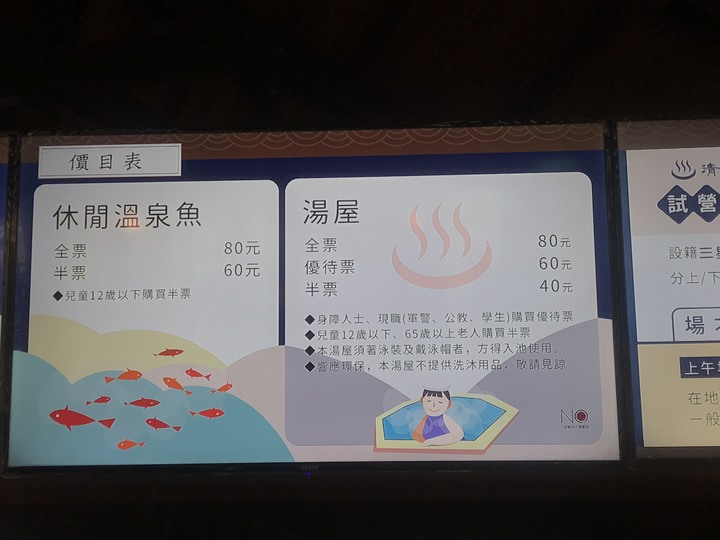 價目表
休閒溫泉魚
全票 80元
半票 60元
◆兒童12歲以下購買半票
湯屋
全票 80元
優待票 60元
半票 40元
◆身障人士、現職(軍警、公教、學生)購買優待票
◆兒童12歲以下、65歲以上老人購買半票
◆本湯屋須著泳裝及戴泳帽者，方得入池使用。
◆響應環保，本湯屋不提供洗沐用品，敬請見諒
NO
清
試營
設籍三星
分上/下
場
上午場
在地
一般